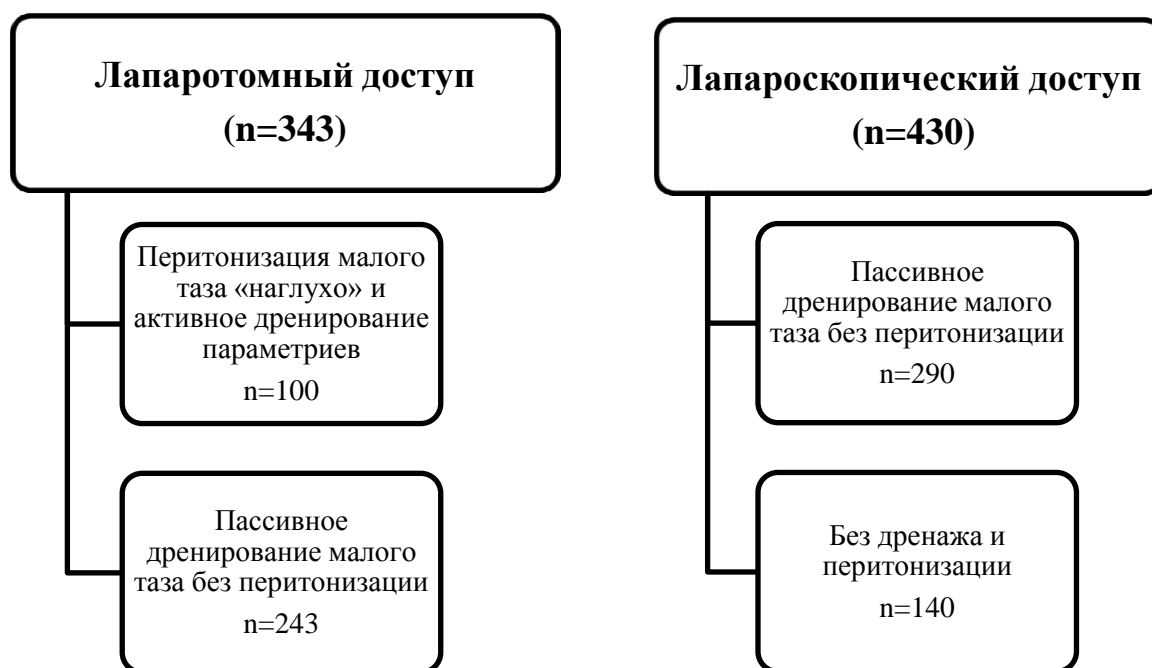 Лапаротомный доступ
(n=343)
Перитонизация малого
таза «наглухо» и
активное дренирование
параметриев
n=100
Пассивное
дренирование малого
таза без перитонизации
n=243
Лапароскопический доступ
(n=430)
Пассивное
дренирование малого
таза без перитонизации
n=290
Без дренажа и
перитонизации
n=140